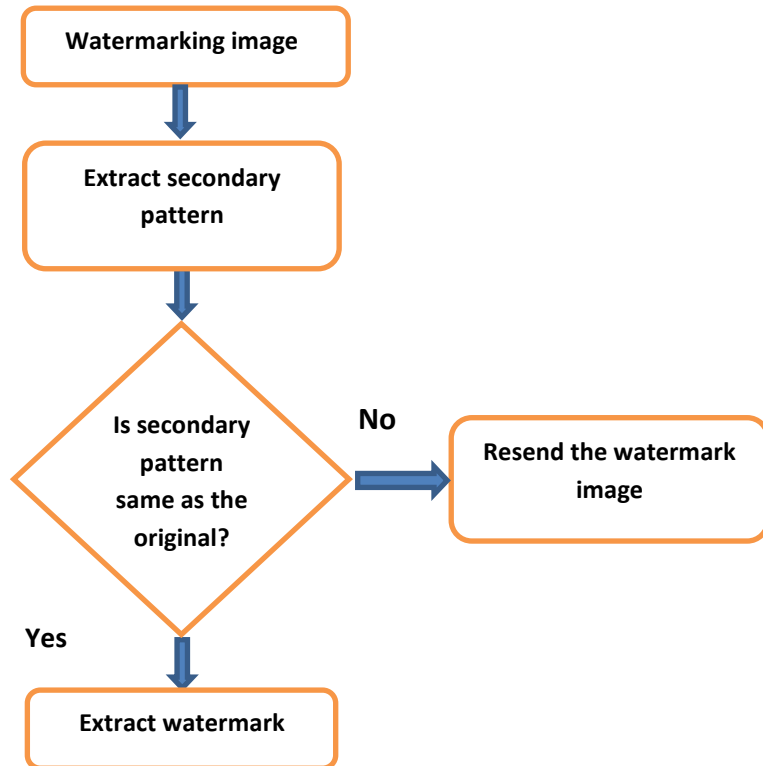 Watermarking image
Extract secondary
pattern
Is secondary
pattern
same as the
original?
No
Resend the watermark
image
Yes
Extract watermark